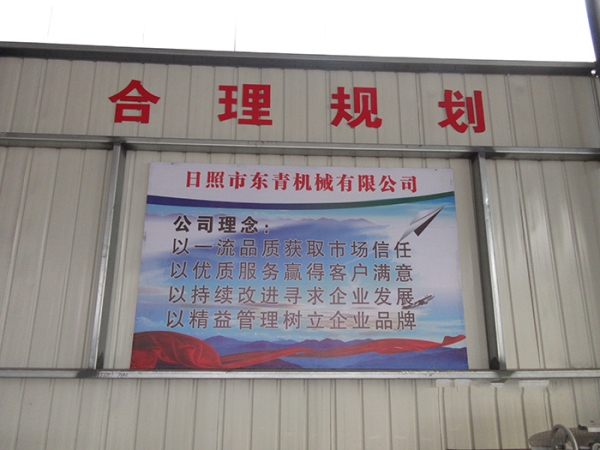 合理规划
日照市东青机械有限公司
公司理念：
以一流品质获取市场信任
以优质服务赢得客户满意
以持续改进寻求企业发展
以精益管理树立企业品牌